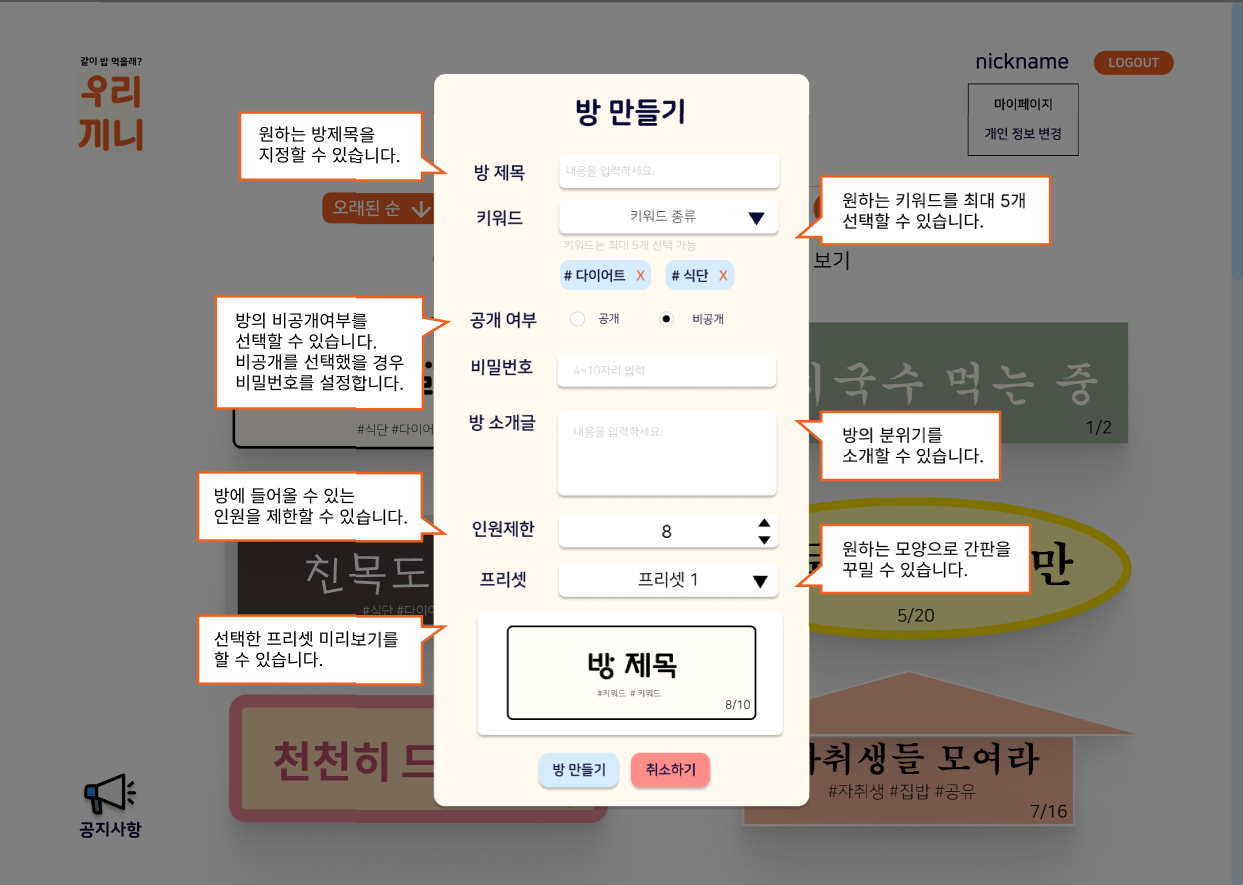 같이 밥 먹을래?
우리
끼니
nickname
LOGOUT
마이페이지
개인 정보 변경
오래된 순
보기
방 만들기
원하는 방제목을
지정할 수 있습니다.
방 제목
내용을 입력하세요.
키워드
키워드 종류
원하는 키워드를 최대 5개
선택할 수 있습니다.
키워드는 최대 5개 선택 가능
# 다이어트 X
# 식단 X
방의 비공개여부를
선택할 수 있습니다.
비공개를 선택했을 경우
비밀번호를 설정합니다.
공개 여부
공개
비공개
비밀번호
4~10자리 입력
국수 먹는 중
1/2
#식단 #다이어
방 소개글
내용을 입력하세요.
방의 분위기를
소개할 수 있습니다.
방에 들어올 수 있는
인원을 제한할 수 있습니다.
인원제한
8
원하는 모양으로 간판을
꾸밀 수 있습니다.
만
5/20
친목도
#식단 #다이어
프리셋
프리셋 1
선택한 프리셋 미리보기를
할 수 있습니다.
방 제목
#키워드 # 키워드
8/10
천천히 드
취생들 모여라
#자취생 #집밥 #공유
7/16
방 만들기
취소하기
공지사항